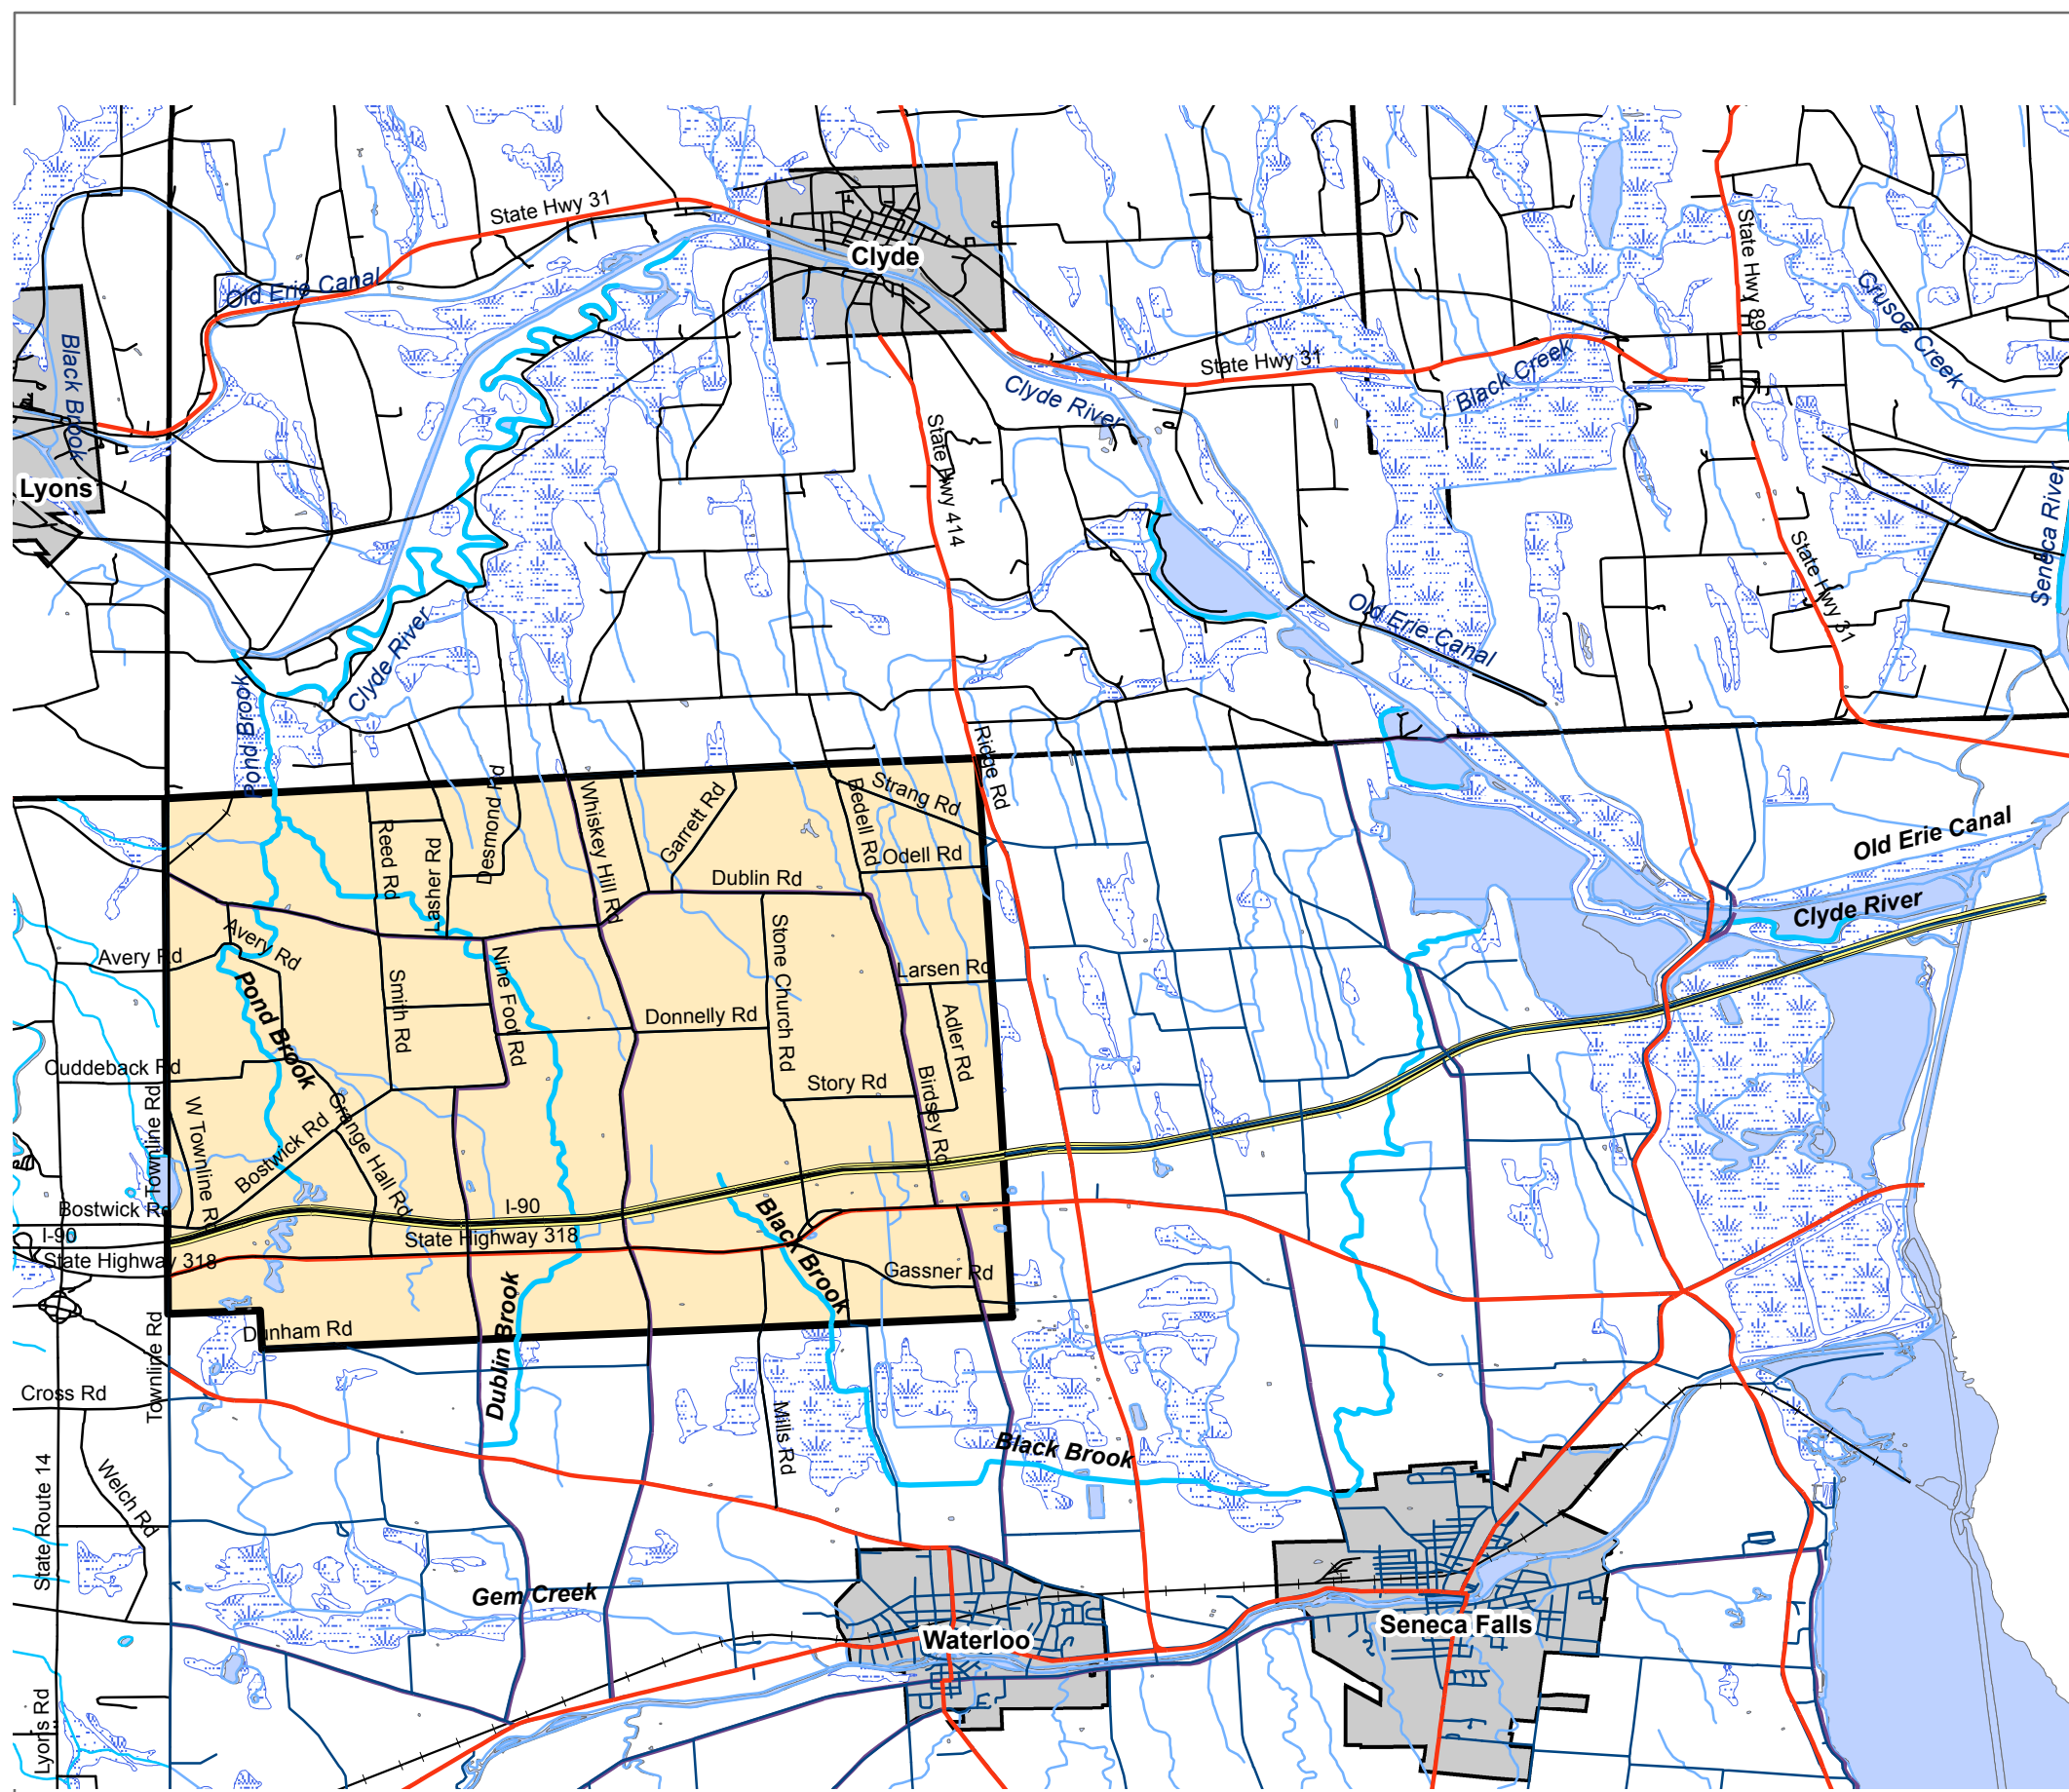 State Hwy 31
Clyde
State Hwy 89
Old Erie Canal
Crusoe Creek
Black Brook
State Hwy 31
Black Creek
Clyde River
State Hwy 414
Lyons
Seneca River
State Hwy 31
Old Erie Canal
Clyde River
Pond Brook
Ridge Rd
Strang Rd
Bedell Rd
Garrett Rd
Whiskey Hill Rd
Desmond Rd
Reed Rd
Lasher Rd
Odell Rd
Old Erie Canal
Dublin Rd
Clyde River
Avery Rd
Avery Rd
Stone Church Rd
Larsen Rd
Pond Brook
Smith Rd
Nine Foot Rd
Donnelly Rd
Adler Rd
Cuddeback Rd
Story Rd
Birdsey Rd
Townline Rd
W Townline Rd
Bostwick Rd
Grange Hall Rd
Bostwick Rd
I-90
I-90
State Highway 318
Black Brook
State Highway 318
Gassner Rd
Dunham Rd
Dublin Brook
Townline Rd
Cross Rd
Mills Rd
Black Brook
State Route 14
Welch Rd
Gem Creek
Waterloo
Seneca Falls
Lyons Rd